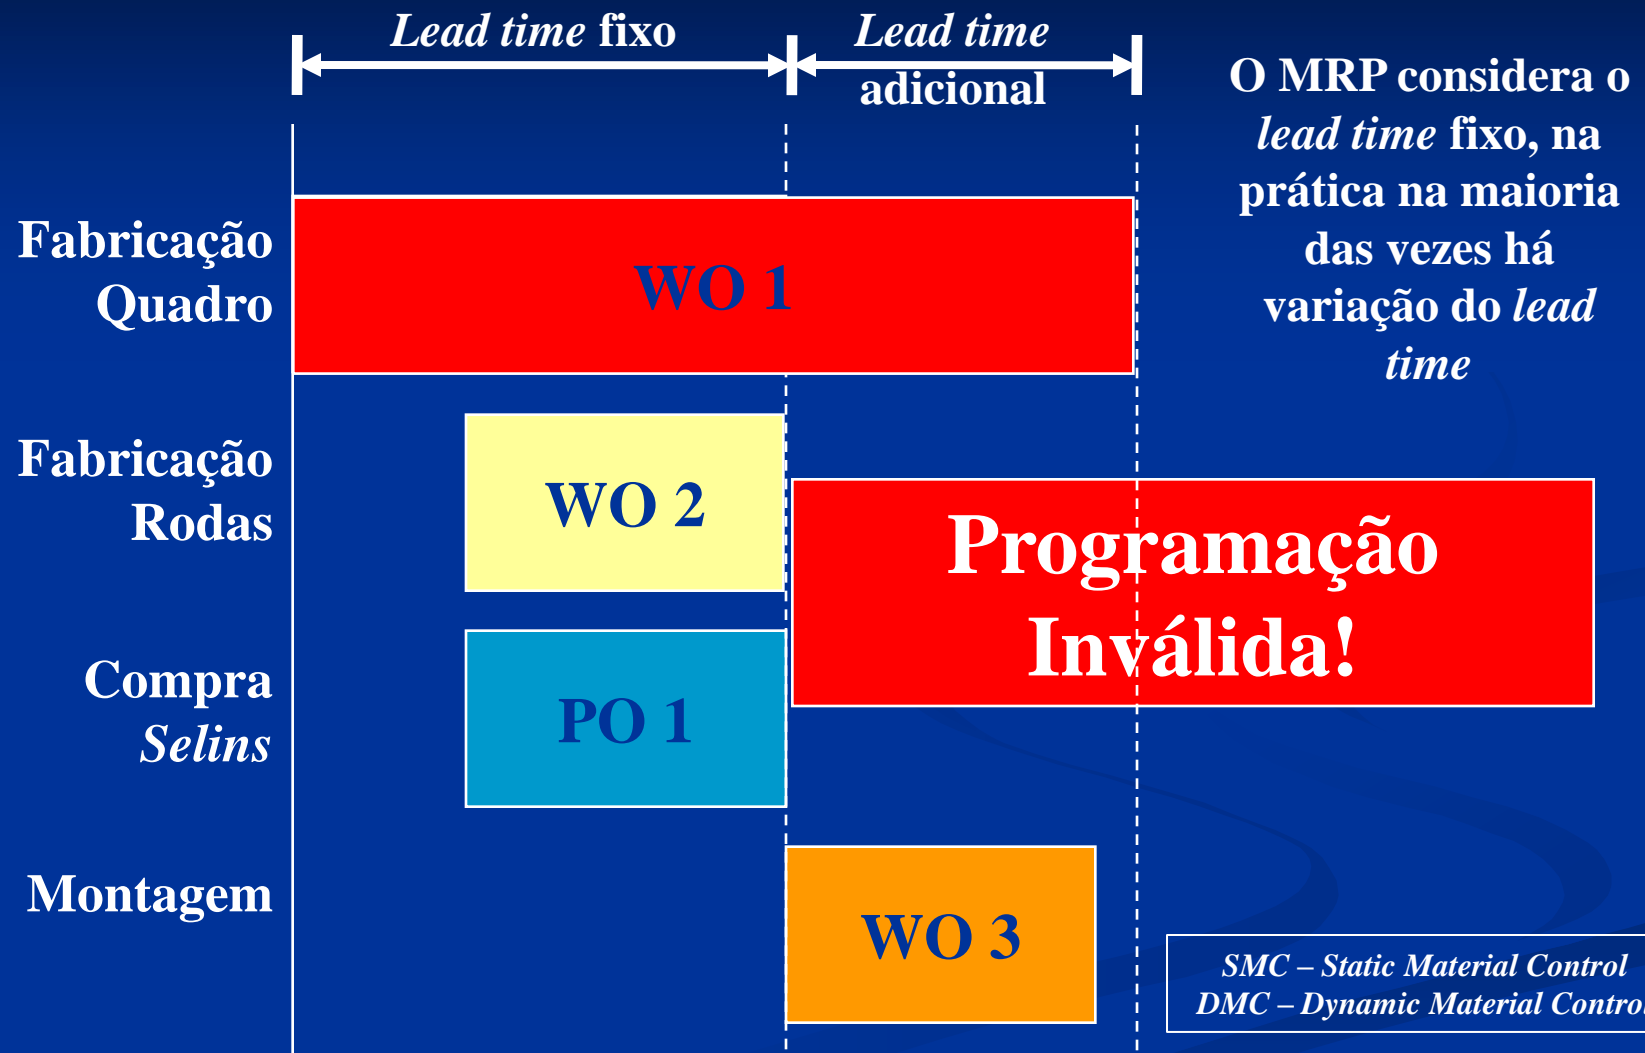 Lead time fixo
Lead time
adicional
O MRP considera o
lead time fixo, na
prática na maioria
das vezes há
variação do lead
time
Fabricação
Quadro
WO 1
Fabricação
Rodas
WO 2
Programação
Inválida!
Compra
Selins
PO 1
Montagem
WO 3
SMC – Static Material Control
DMC – Dynamic Material Control